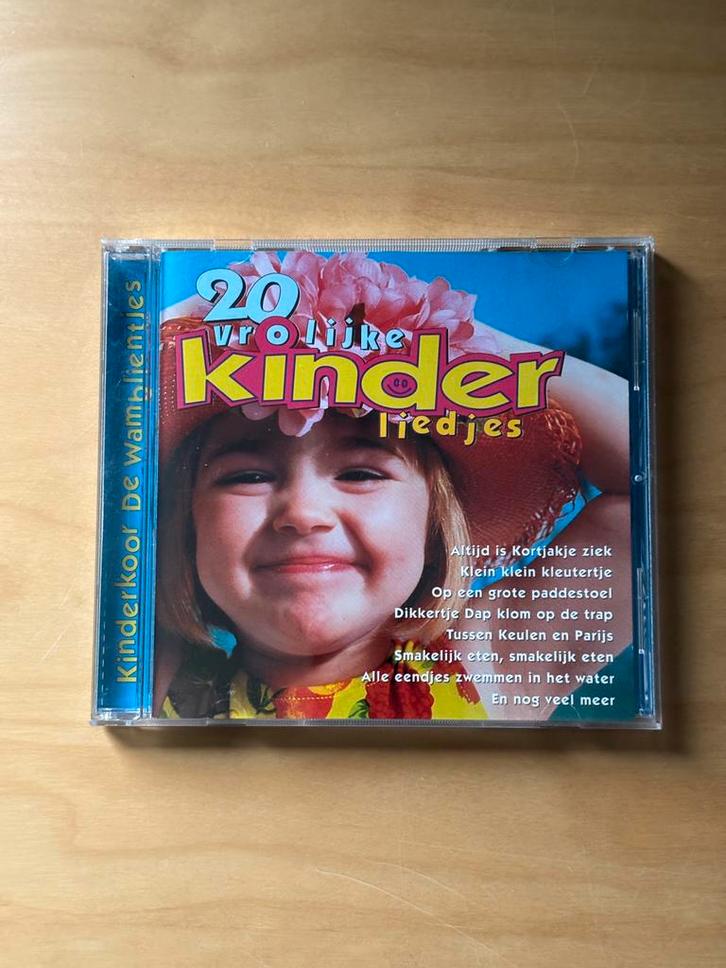 Kinderkoor De Wamblientjes
20
vrolijke
kinder
liedjes
Altijd is Kortjakje ziek
Klein klein kleutertje
Op een grote paddestoel
Dikkertje Dap klom op de trap
Tussen Keulen en Parijs
Smakelijk eten, smakelijk eten
Alle eendjes zwemmen in het water
En nog veel meer